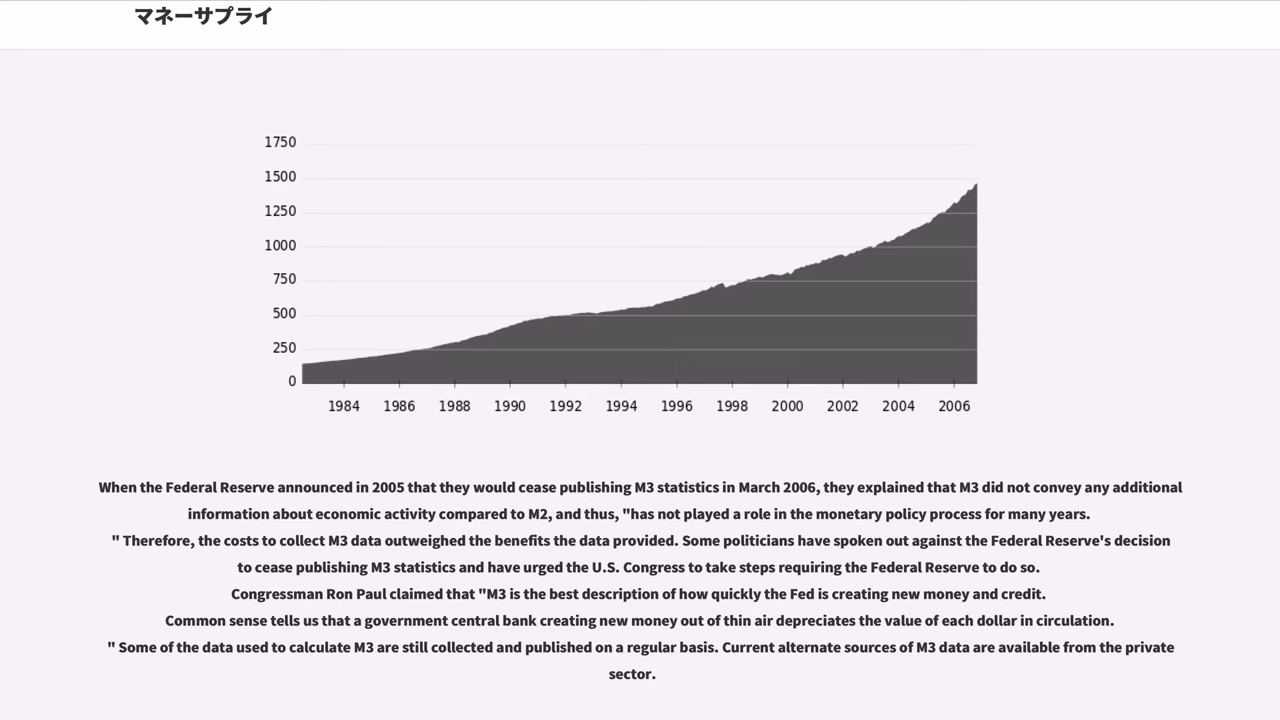 マネーサプライ
1750
1500
1250
1000
750
500
250
0
1984 1986 1988 1990 1992 1994 1996 1998 2000 2002 2004 2006
When the Federal Reserve announced in 2005 that they would cease publishing M3 statistics in March 2006, they explained that M3 did not convey any additional
information about economic activity compared to M2, and thus, "has not played a role in the monetary policy process for many years.
" Therefore, the costs to collect M3 data outweighed the benefits the data provided. Some politicians have spoken out against the Federal Reserve's decision
to cease publishing M3 statistics and have urged the U.S. Congress to take steps requiring the Federal Reserve to do so.
Congressman Ron Paul claimed that "M3 is the best description of how quickly the Fed is creating new money and credit.
Common sense tells us that a government central bank creating new money out of thin air depreciates the value of each dollar in circulation.
" Some of the data used to calculate M3 are still collected and published on a regular basis. Current alternate sources of M3 data are available from the private
sector.